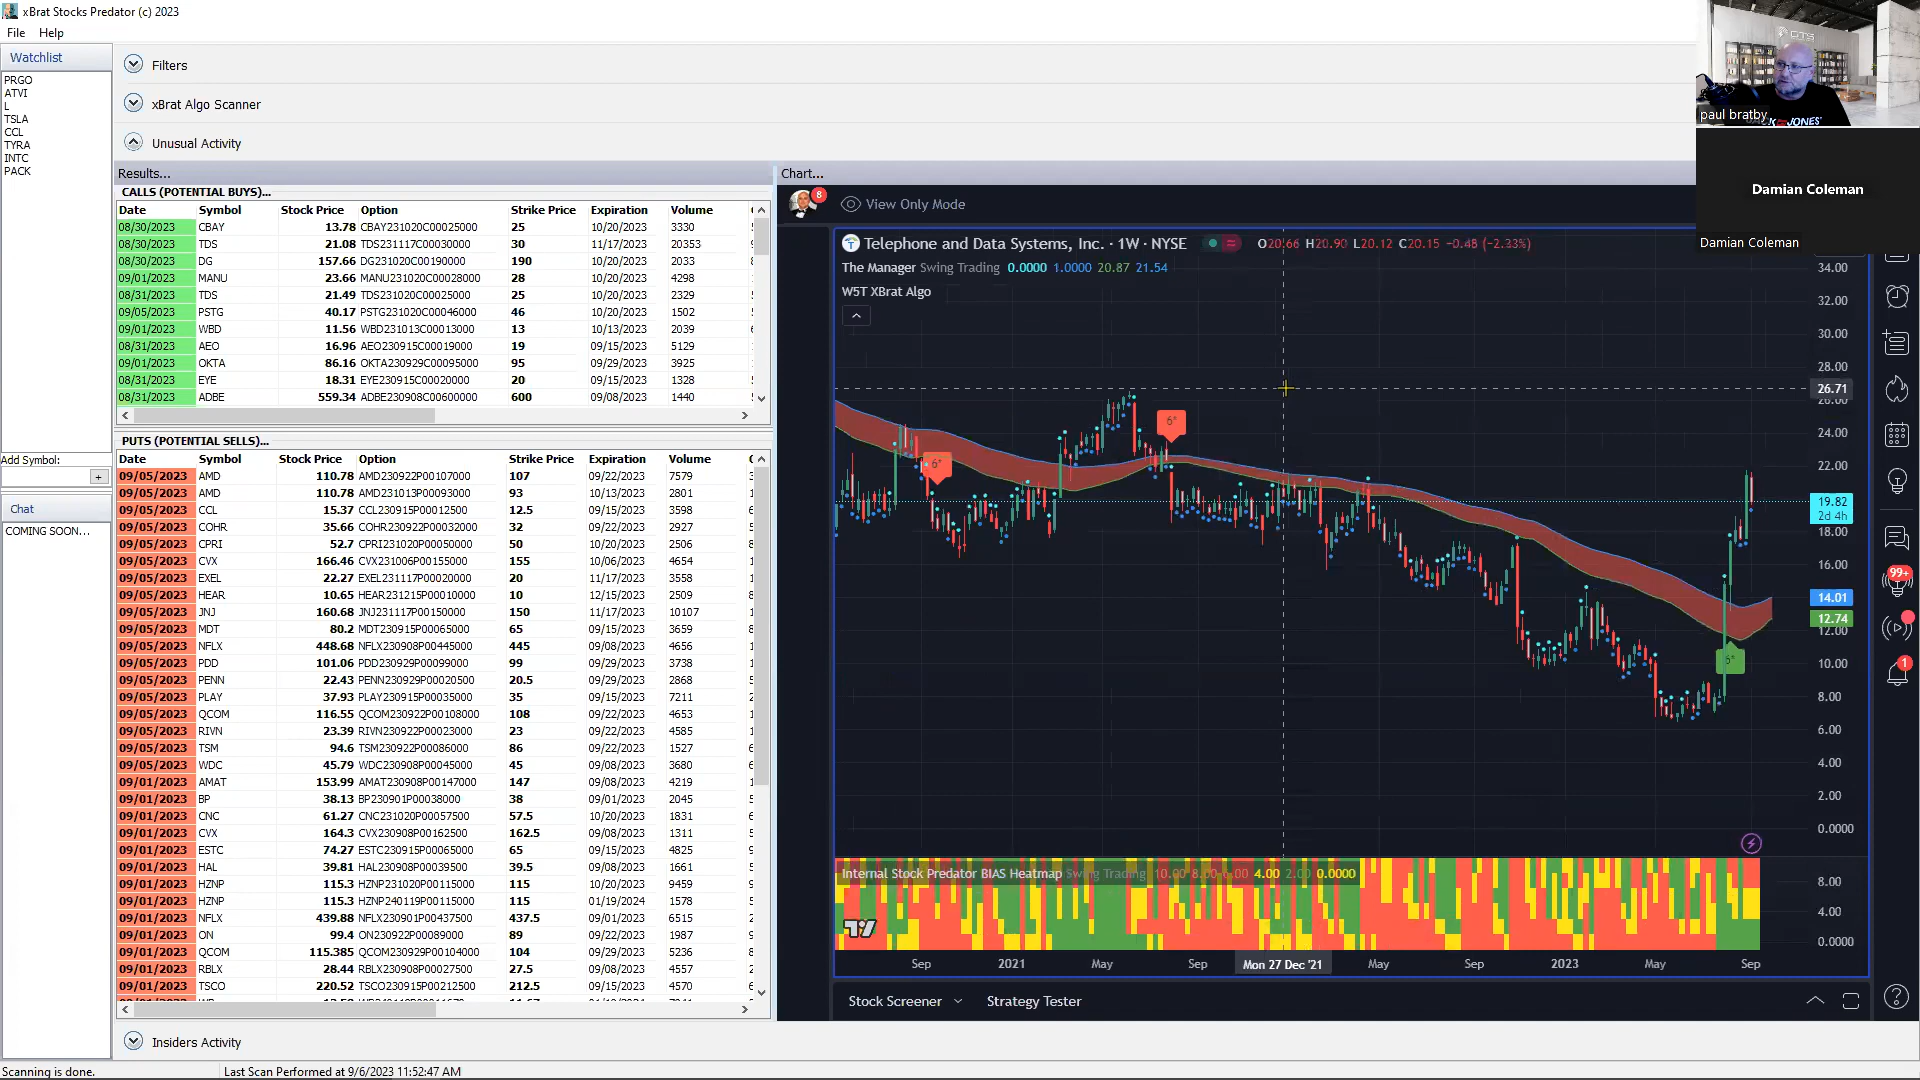 xBrat Stocks Predator (c) 2023
File Help
Watchlist
PRGO
ATVI
L
TSLA
CCL
TYRA
INTC
PACK
Add Symbol:
+
Chat
COMING SOON...
Filters
xBrat Algo Scanner
Unusual Activity
Results...
CALLS (POTENTIAL BUYS)...
Date Symbol Stock Price Option Strike Price Expiration Volume
08/30/2023 CBAY 13.78 CBAY231020C00025000 25 10/20/2023 3330
08/30/2023 TDS 21.08 TDS231117C00030000 30 11/17/2023 20353
08/30/2023 DG 157.66 DG231020C00190000 190 10/20/2023 2033
09/01/2023 MANU 23.66 MANU231020C00028000 28 10/20/2023 4298
08/31/2023 TDS 21.49 TDS231020C00025000 25 10/20/2023 2329
09/05/2023 PSTG 40.17 PSTG231020C00046000 46 10/20/2023 1502
09/01/2023 WBD 11.56 WBD231013C00013000 13 10/13/2023 2039
08/31/2023 AEO 16.96 AEO230915C00019000 19 09/15/2023 5129
09/01/2023 OKTA 86.16 OKTA230929C00095000 95 09/29/2023 3925
08/31/2023 EYE 18.31 EYE230915C00020000 20 09/15/2023 1328
08/31/2023 ADBE 559.34 ADBE230908C00600000 600 09/08/2023 1440
PUTS (POTENTIAL SELLS)...
Date Symbol Stock Price Option Strike Price Expiration Volume
09/05/2023 AMD 110.78 AMD230922P00107000 107 09/22/2023 7579
09/05/2023 AMD 110.78 AMD231013P00093000 93 10/13/2023 2801
09/05/2023 CCL 15.37 CCL230915P00012500 12.5 09/15/2023 3598
09/05/2023 COHR 35.66 COHR230922P00032000 32 09/22/2023 2927
09/05/2023 CPRI 52.7 CPRI231020P00050000 50 10/20/2023 2506
09/05/2023 CVX 166.46 CVX231006P00155000 155 10/06/2023 4654
09/05/2023 EXEL 22.27 EXEL231117P00020000 20 11/17/2023 3558
09/05/2023 HEAR 10.65 HEAR231215P00010000 10 12/15/2023 2509
09/05/2023 JNJ 160.68 JNJ231117P00150000 150 11/17/2023 10107
09/05/2023 MDT 80.2 MDT230915P00065000 65 09/15/2023 3659
09/05/2023 NFLX 448.68 NFLX230908P00445000 445 09/08/2023 4656
09/05/2023 PDD 101.06 PDD230929P00099000 99 09/29/2023 3738
09/05/2023 PENN 22.43 PENN230929P00020500 20.5 09/29/2023 2868
09/05/2023 PLAY 37.93 PLAY230915P00035000 35 09/15/2023 7211
09/05/2023 QCOM 116.55 QCOM230922P00108000 108 09/22/2023 4653
09/05/2023 RIVN 23.39 RIVN230922P00023000 23 09/22/2023 4585
09/05/2023 TSM 94.6 TSM230922P00086000 86 09/22/2023 1527
09/05/2023 WDC 45.79 WDC230908P00045000 45 09/08/2023 3680
09/01/2023 AMAT 153.99 AMAT230908P00147000 147 09/08/2023 4219
09/01/2023 BP 38.13 BP230901P00038000 38 09/01/2023 2045
09/01/2023 CNC 61.27 CNC231020P00057500 57.5 10/20/2023 1831
09/01/2023 CVX 164.3 CVX230908P00162500 162.5 09/08/2023 1311
09/01/2023 ESTC 74.27 ESTC230915P00065000 65 09/15/2023 4825
09/01/2023 HAL 39.81 HAL230908P00039500 39.5 09/08/2023 1661
09/01/2023 HZNP 115.3 HZNP231020P00115000 115 10/20/2023 9459
09/01/2023 HZNP 115.3 HZNP240119P00115000 115 01/19/2024 1578
09/01/2023 NFLX 439.88 NFLX230901P00437500 437.5 09/01/2023 6515
09/01/2023 ON 99.4 ON230922P00089000 89 09/22/2023 1987
09/01/2023 QCOM 115.385 QCOM230929P00104000 104 09/29/2023 5236
09/01/2023 RBLX 28.44 RBLX230908P00027500 27.5 09/08/2023 4557
09/01/2023 TSCO 220.52 TSCO230915P00212500 212.5 09/15/2023 4570
Insiders Activity
Scanning is done. Last Scan Performed at 9/6/2023 11:52:47 AM
Chart...
8
View Only Mode
Telephone and Data Systems, Inc. · 1W · NYSE O20.66 H20.90 L20.12 C20.15 −0.48 (−2.33%)
The Manager Swing Trading 0.0000 1.0000 20.87 21.54
W5T XBrat Algo
6*
6*
6*
34.00
32.00
30.00
28.00
26.71
26.00
24.00
22.00
19.82
2d 4h
18.00
16.00
14.01
12.74
12.00
10.00
8.00
6.00
4.00
2.00
0.0000
Internal Stock Predator BIAS Heatmap Swing Trading 10.00 8.00 6.00 4.00 2.00 0.0000
8.00
4.00
0.0000
Sep 2021 May Sep Mon 27 Dec '21 May Sep 2023 May Sep
Stock Screener Strategy Tester
99+
1
OTS
paul bratby
JACK JONES
Damian Coleman
Damian Coleman